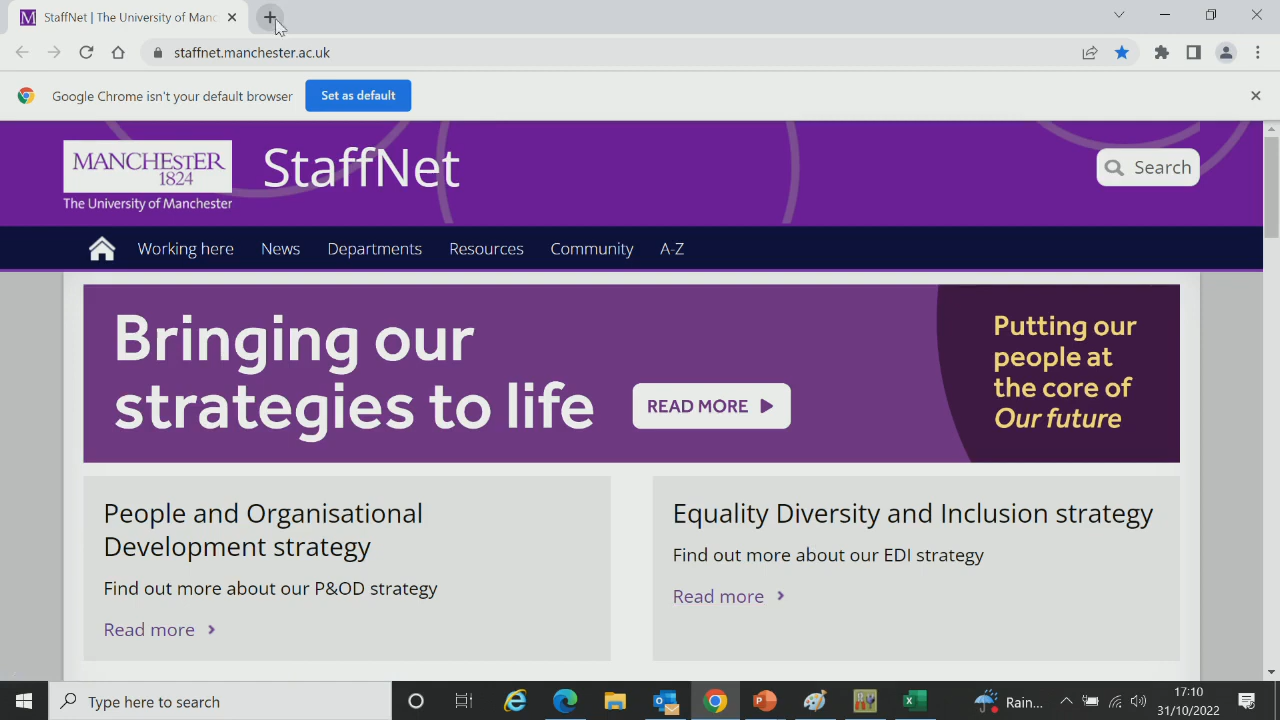 StaffNet | The University of Manc
staffnet.manchester.ac.uk
Google Chrome isn't your default browser
Set as default
MANCHESTER
1824
The University of Manchester
StaffNet
Search
Working here
News
Departments
Resources
Community
A-Z
Bringing our
strategies to life
READ MORE
Putting our
people at
the core of
Our future
People and Organisational
Development strategy
Find out more about our P&OD strategy
Read more
Equality Diversity and Inclusion strategy
Find out more about our EDI strategy
Read more
Type here to search
Rain...
17:10
31/10/2022